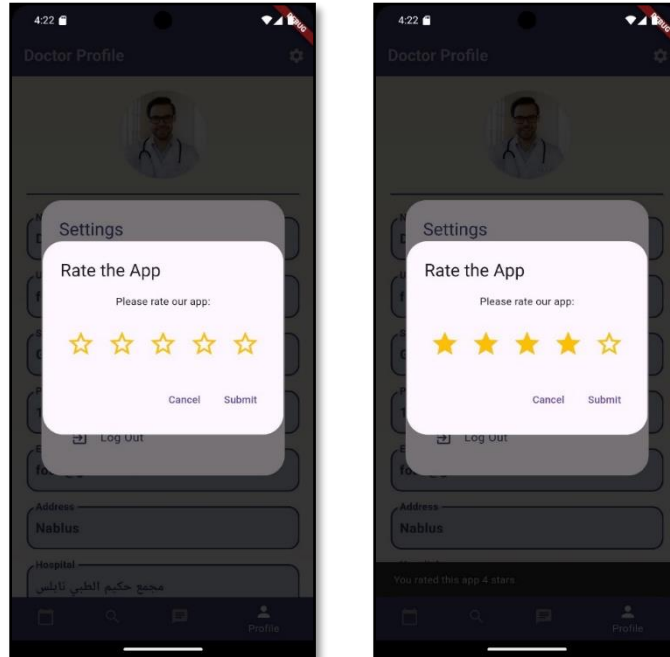 4:22
DEBUG
Doctor Profile
Settings
Rate the App
Please rate our app:
Cancel Submit
Log Out
Address
Nablus
Hospital
مجمع حكيم الطبي نابلس
Profile
4:22
DEBUG
Doctor Profile
Settings
Rate the App
Please rate our app:
Cancel Submit
Log Out
Address
Nablus
You rated this app 4 stars
Profile